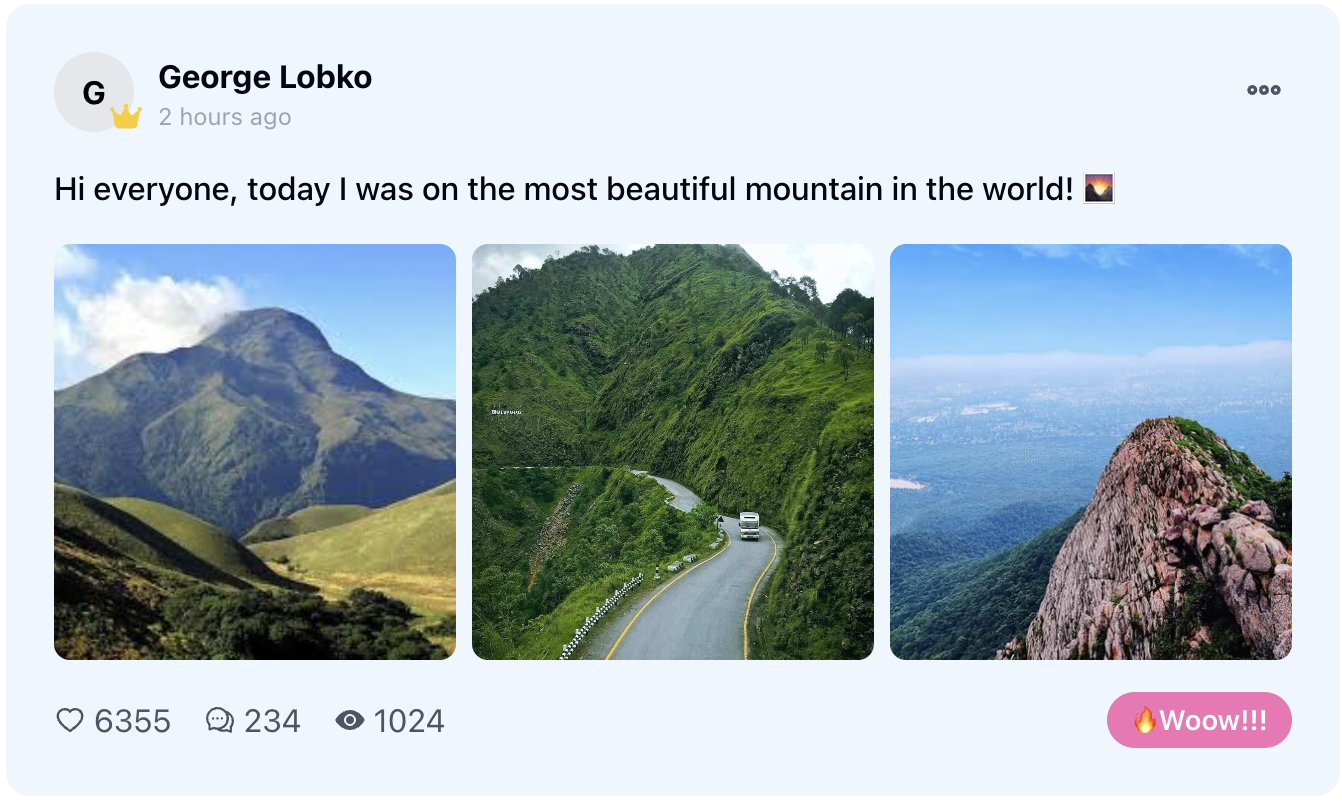 G
George Lobko
2 hours ago
Hi everyone, today I was on the most beautiful mountain in the world! 🌄
6355 234 1024
🔥Woow!!!